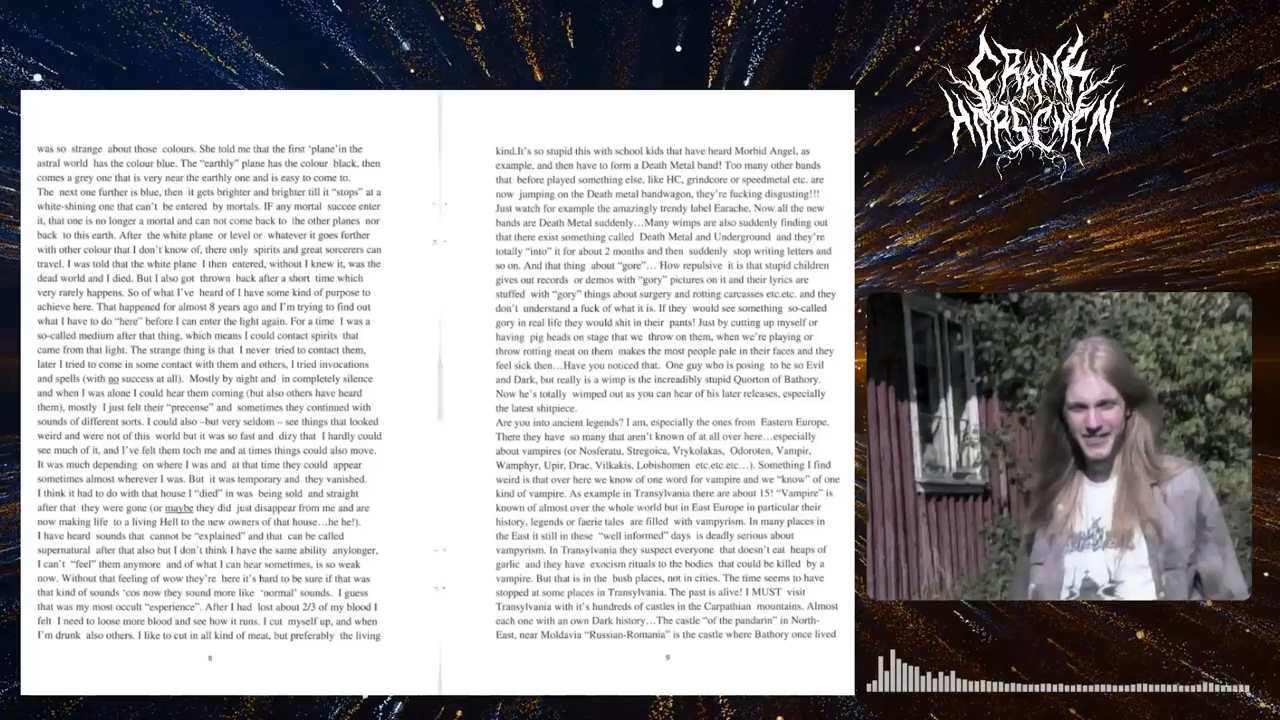 CRANK
HORSEMEN
was so strange about those colours. She told me that the first ‘plane’in the
astral world has the colour blue. The “earthly” plane has the colour black, then
comes a grey one that is very near the earthly one and is easy to come to.
The next one further is blue, then it gets brighter and brighter till it “stops” at a
white-shining one that can’t be entered by mortals. IF any mortal succee enter
it, that one is no longer a mortal and can not come back to the other planes nor
back to this earth. After the white plane or level or whatever it goes further
with other colour that I don’t know of, there only spirits and great sorcerers can
travel. I was told that the white plane I then entered, without I knew it, was the
dead world and I died. But I also got thrown back after a short time which
very rarely happens. So of what I’ve heard of I have some kind of purpose to
achieve here. That happened for almost 8 years ago and I’m trying to find out
what I have to do “here” before I can enter the light again. For a time I was a
so-called medium after that thing, which means I could contact spirits that
came from that light. The strange thing is that I never tried to contact them,
later I tried to come in some contact with them and others, I tried invocations
and spells (with no success at all). Mostly by night and in completely silence
and when I was alone I could hear them coming (but also others have heard
them), mostly I just felt their “precense” and sometimes they continued with
sounds of different sorts. I could also –but very seldom – see things that looked
weird and were not of this world but it was so fast and dizy that I hardly could
see much of it, and I’ve felt them toch me and at times things could also move.
It was much depending on where I was and at that time they could appear
sometimes almost wherever I was. But it was temporary and they vanished.
I think it had to do with that house I “died” in was being sold and straight
after that they were gone (or maybe they did just disappear from me and are
now making life to a living Hell to the new owners of that house…he he!).
I have heard sounds that cannot be “explained” and that can be called
supernatural after that also but I don’t think I have the same ability anylonger,
I can’t “feel” them anymore and of what I can hear sometimes, is so weak
now. Without that feeling of wow they’re here it’s hard to be sure if that was
that kind of sounds ‘cos now they sound more like ‘normal’ sounds. I guess
that was my most occult “esperience”. After I had lost about 2/3 of my blood I
felt I need to loose more blood and see how it runs. I cut myself up, and when
I’m drunk also others. I like to cut in all kind of meat, but preferably the living
8
kind.It’s so stupid this with school kids that have heard Morbid Angel, as
example, and then have to form a Death Metal band! Too many other bands
that before played something else, like HC, grindcore or speedmetal etc. are
now jumping on the Death metal bandwagon, they’re fucking disgusting!!!
Just watch for example the amazingly trendy label Earache. Now all the new
bands are Death Metal suddenly…Many wimps are also suddenly finding out
that there exist something called Death Metal and Underground and they’re
totally “into” it for about 2 months and then suddenly stop writing letters and
so on. And that thing about “gore”… How repulsive it is that stupid children
gives out records or demos with “gory” pictures on it and their lyrics are
stuffed with “gory” things about surgery and rotting carcasses etc.etc. and they
don’t understand a fuck of what it is. If they would see something so-called
gory in real life they would shit in their pants! Just by cutting up myself or
having pig heads on stage that we throw on them, when we’re playing or
throw rotting meat on them makes the most people pale in their faces and they
feel sick then…Have you noticed that. One guy who is posing to be so Evil
and Dark, but really is a wimp is the incredibly stupid Quorton of Bathory.
Now he’s totally wimped out as you can hear of his later releases, especially
the latest shitpiece.
Are you into ancient legends? I am, especially the ones from Eastern Europe.
There they have so many that aren’t known of at all over here…especially
about vampires (or Nosferatu, Stregoica, Vrykolakas, Odoroten, Vampir,
Wamphyr, Upir, Drac, Vilkakis, Lobishomen etc.etc.etc…). Something I find
weird is that over here we know of one word for vampire and we “know” of one
kind of vampire. As example in Transylvania there are about 15! “Vampire” is
known of almost over the whole world but in East Europe in particular their
history, legends or faerie tales are filled with vampyrism. In many places in
the East it still in these “well informed” days is deadly serious about
vampyrism. In Transylvania they suspect everyone that doesn’t eat heaps of
garlic and they have exocism rituals to the bodies that could be killed by a
vampire. But that is in the bush places, not in cities. The time seems to have
stopped at some places in Transylvania. The past is alive! I MUST visit
Transylvania with it’s hundreds of castles in the Carpathian mountains. Almost
each one with an own Dark history…The castle “of the pandarin” in North-
East, near Moldavia “Russian-Romania” is the castle where Bathory once lived
9